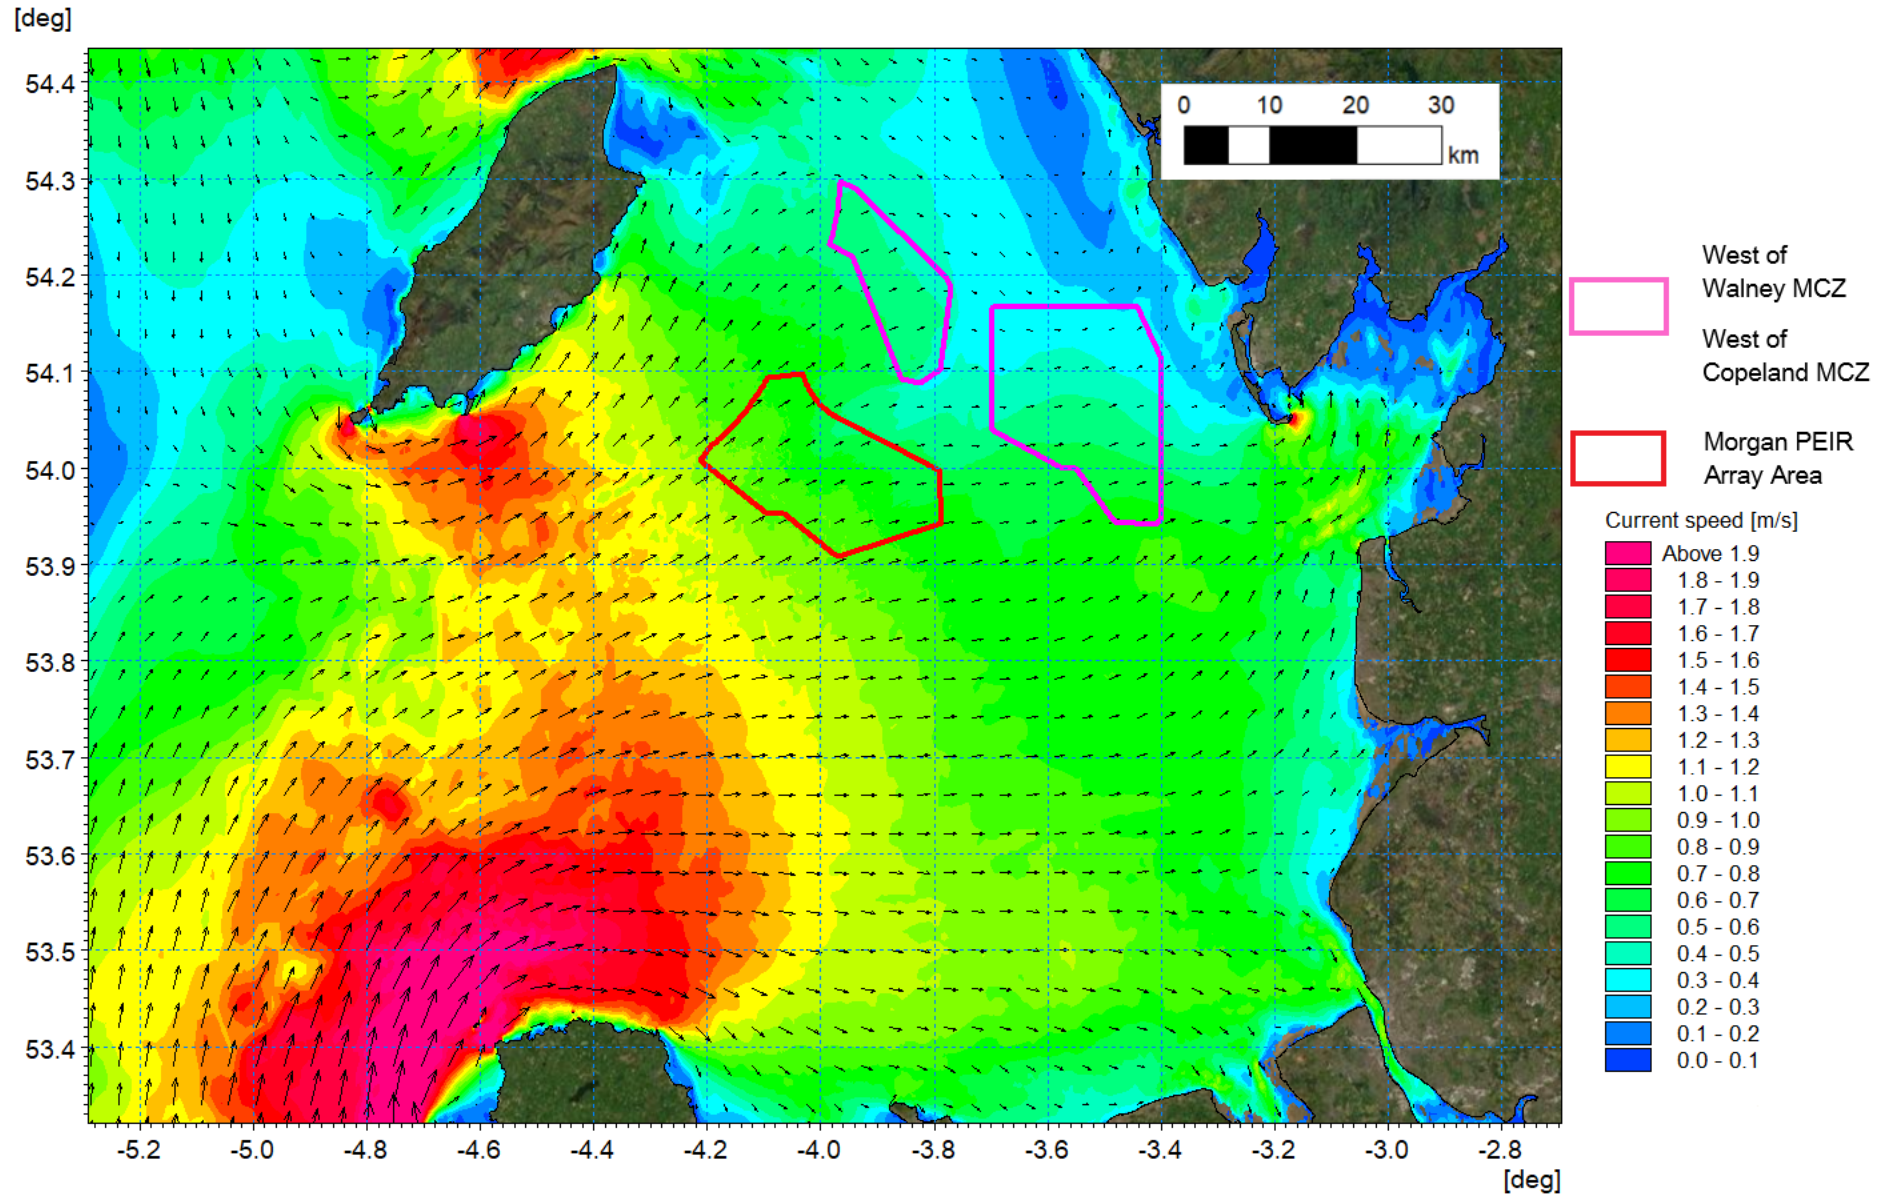 [deg]
54.4
54.3
54.2
54.1
54.0
53.9
53.8
53.7
53.6
53.5
53.4
-5.2 -5.0 -4.8 -4.6 -4.4 -4.2 -4.0 -3.8 -3.6 -3.4 -3.2 -3.0 -2.8
[deg]
0 10 20 30
km
West of
Walney MCZ
West of
Copeland MCZ
Morgan PEIR
Array Area
Current speed [m/s]
Above 1.9
1.8 - 1.9
1.7 - 1.8
1.6 - 1.7
1.5 - 1.6
1.4 - 1.5
1.3 - 1.4
1.2 - 1.3
1.1 - 1.2
1.0 - 1.1
0.9 - 1.0
0.8 - 0.9
0.7 - 0.8
0.6 - 0.7
0.5 - 0.6
0.4 - 0.5
0.3 - 0.4
0.2 - 0.3
0.1 - 0.2
0.0 - 0.1